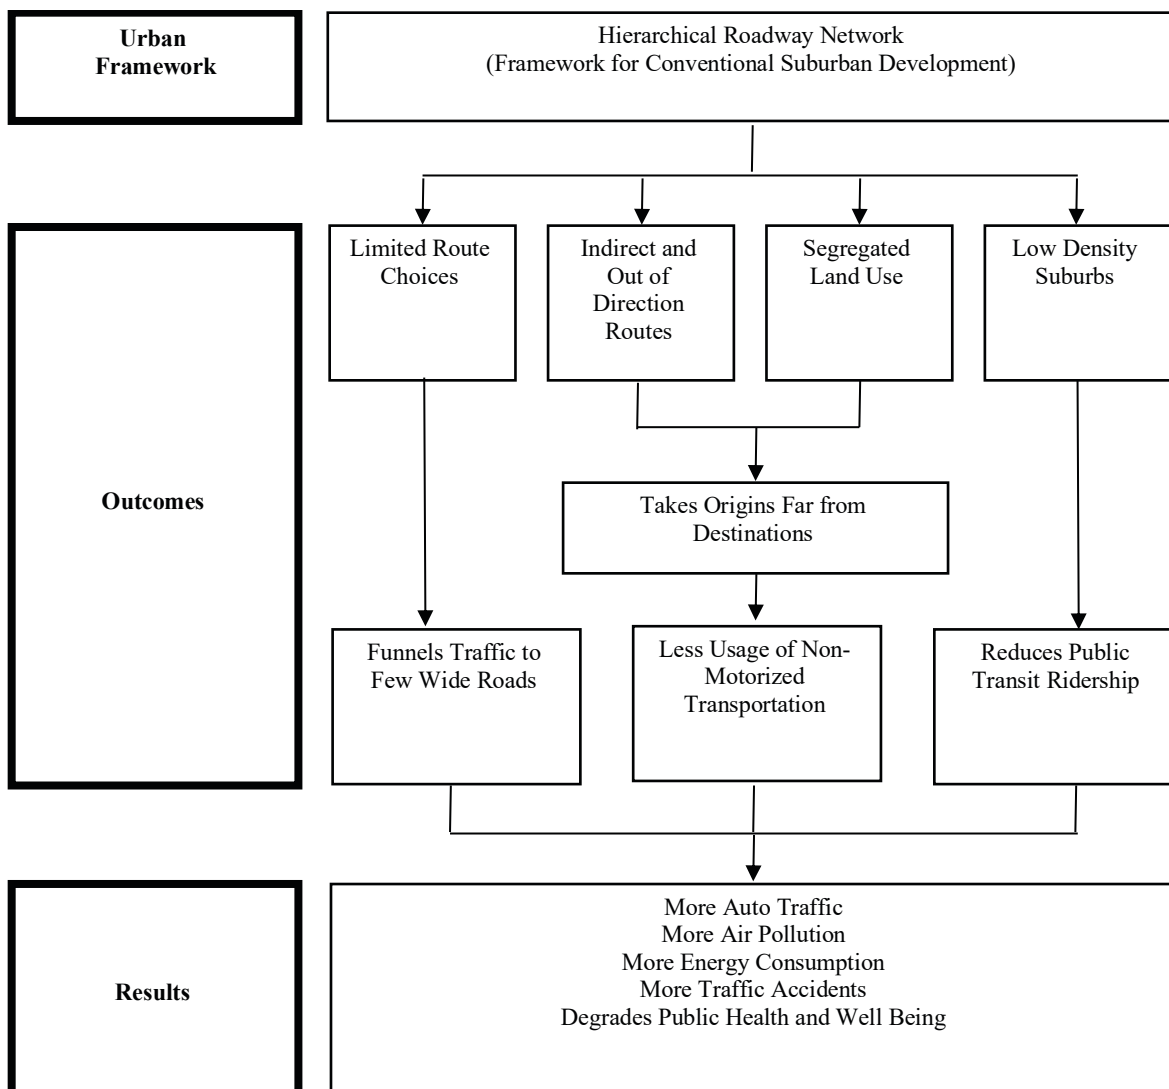 Urban
Framework
Hierarchical Roadway Network
(Framework for Conventional Suburban Development)
Outcomes
Limited Route
Choices
Indirect and
Out of
Direction
Routes
Segregated
Land Use
Low Density
Suburbs
Takes Origins Far from
Destinations
Funnels Traffic to
Few Wide Roads
Less Usage of Non-
Motorized
Transportation
Reduces Public
Transit Ridership
Results
More Auto Traffic
More Air Pollution
More Energy Consumption
More Traffic Accidents
Degrades Public Health and Well Being